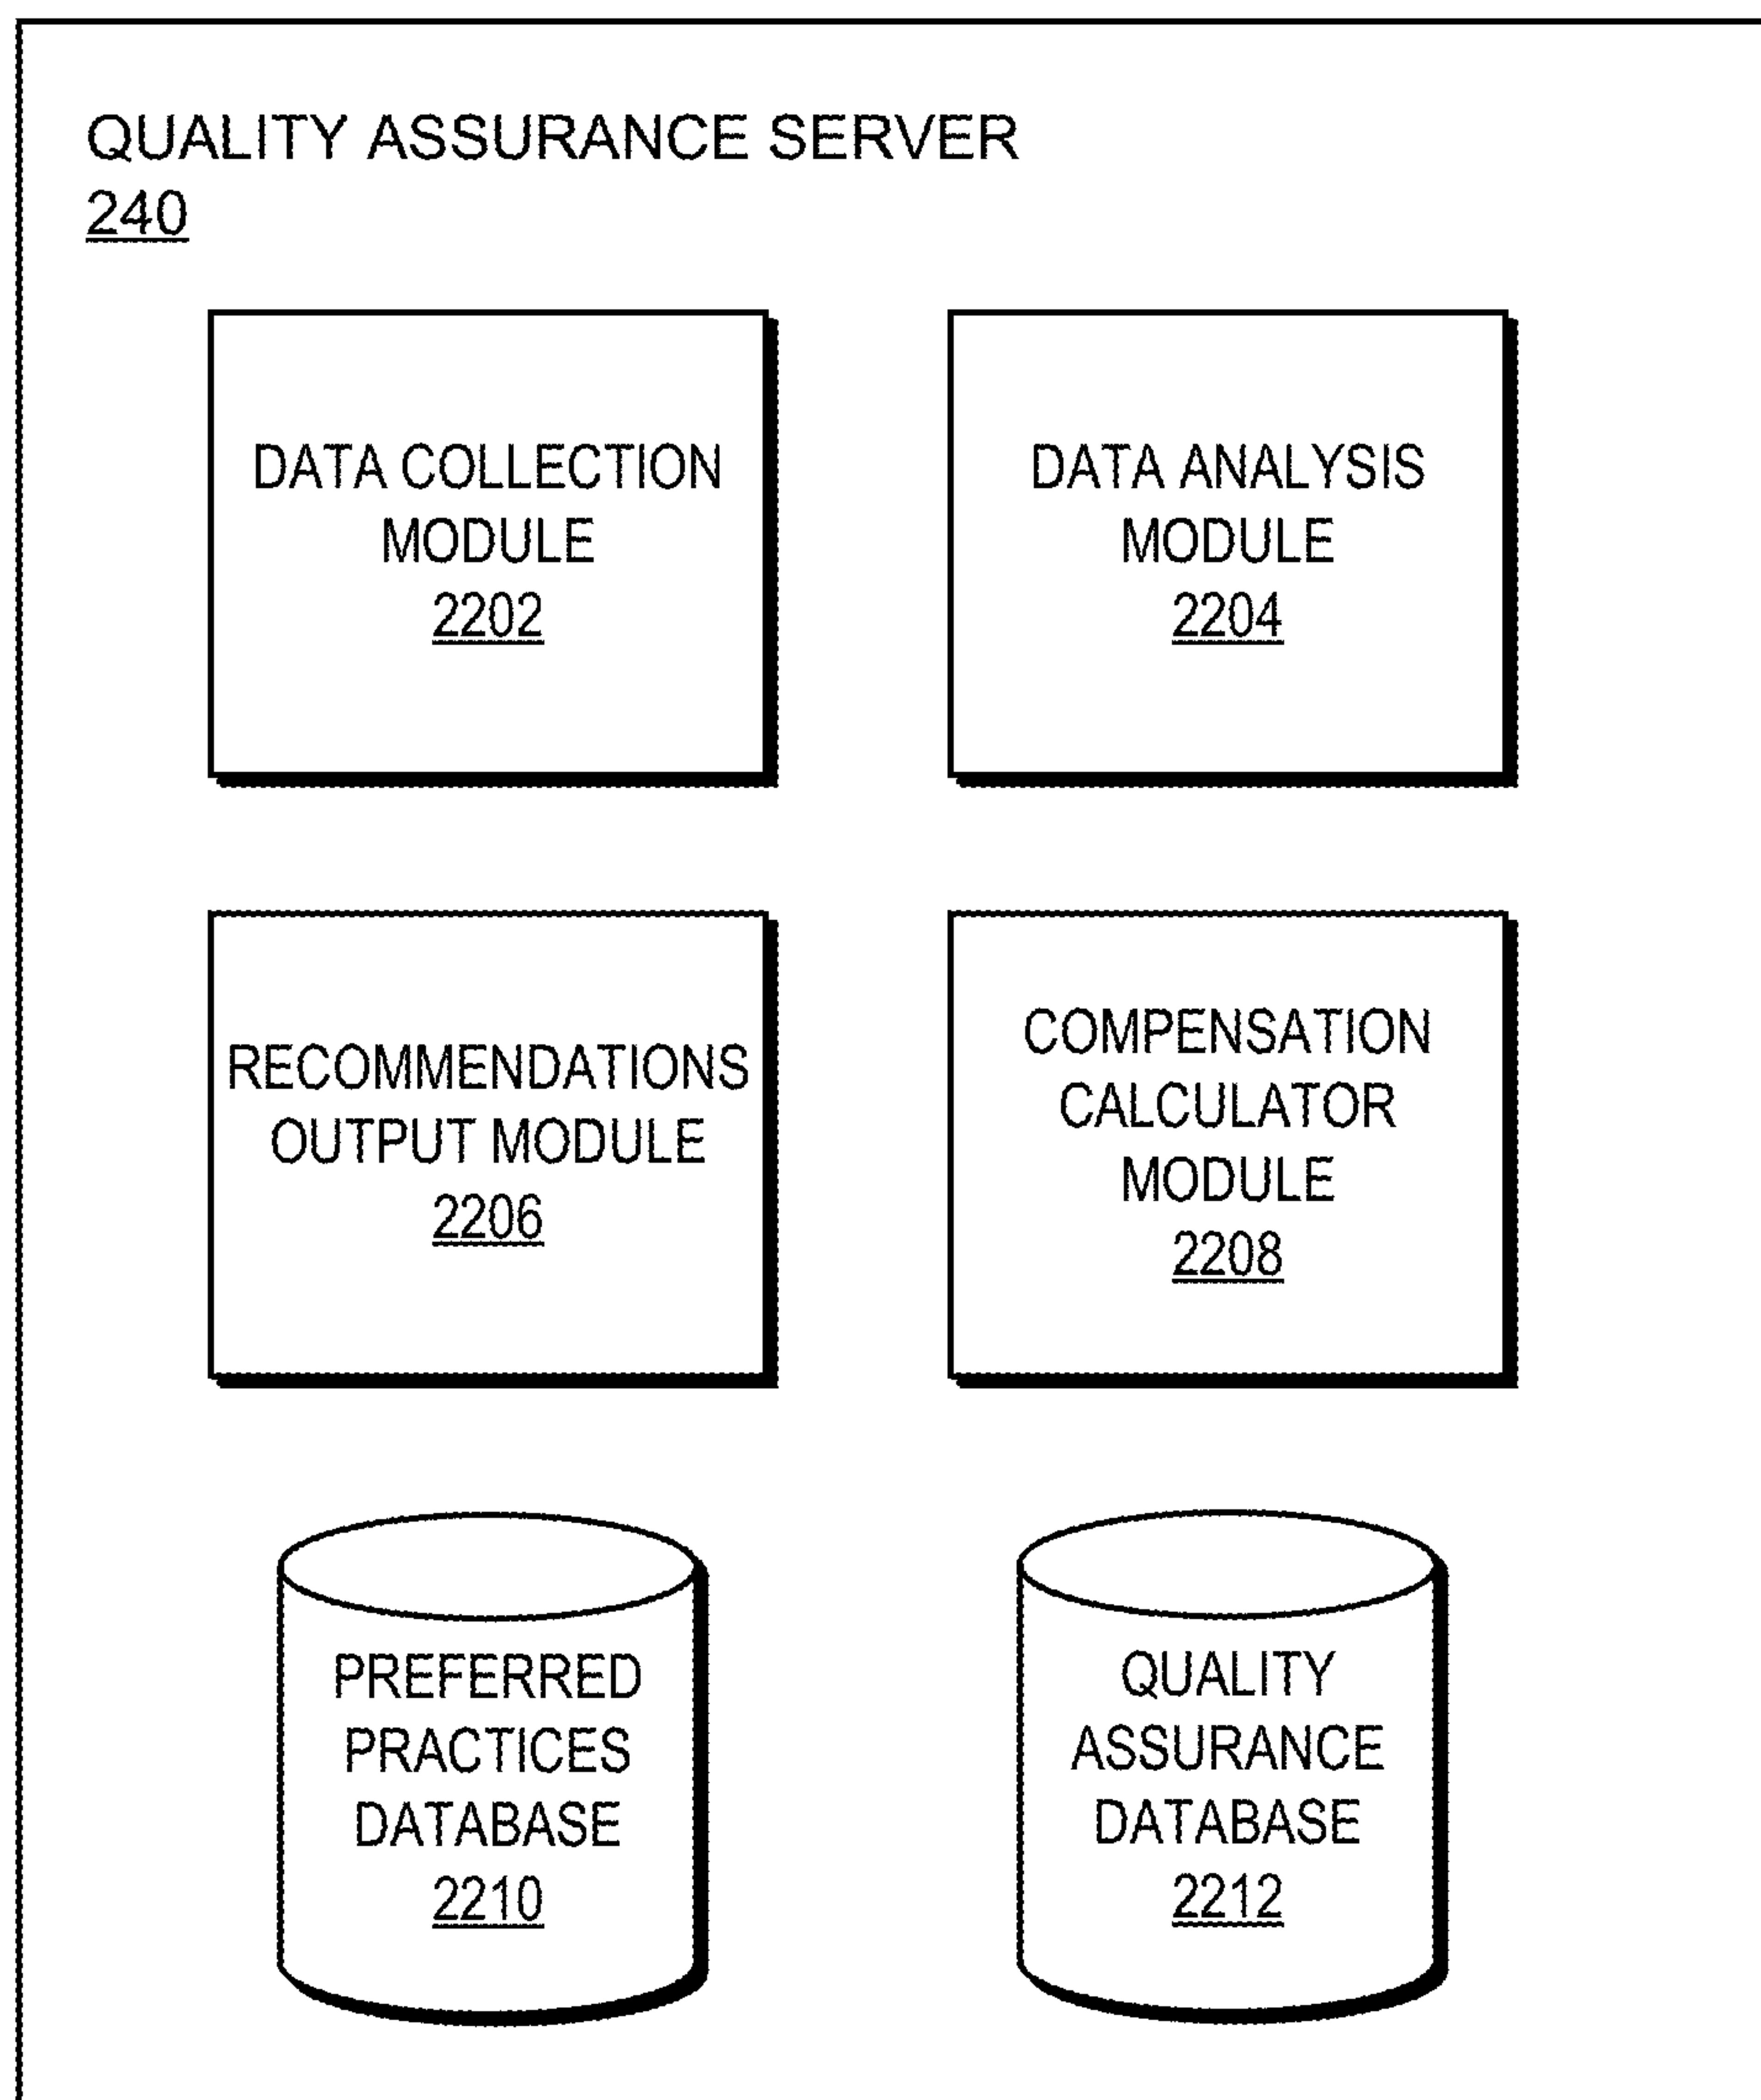 QUALITY ASSURANCE SERVER
240
DATA COLLECTION
MODULE
2202
DATA ANALYSIS
MODULE
2204
RECOMMENDATIONS
OUTPUT MODULE
2206
COMPENSATION
CALCULATOR
MODULE
2208
PREFERRED
PRACTICES
DATABASE
2210
QUALITY
ASSURANCE
DATABASE
2212